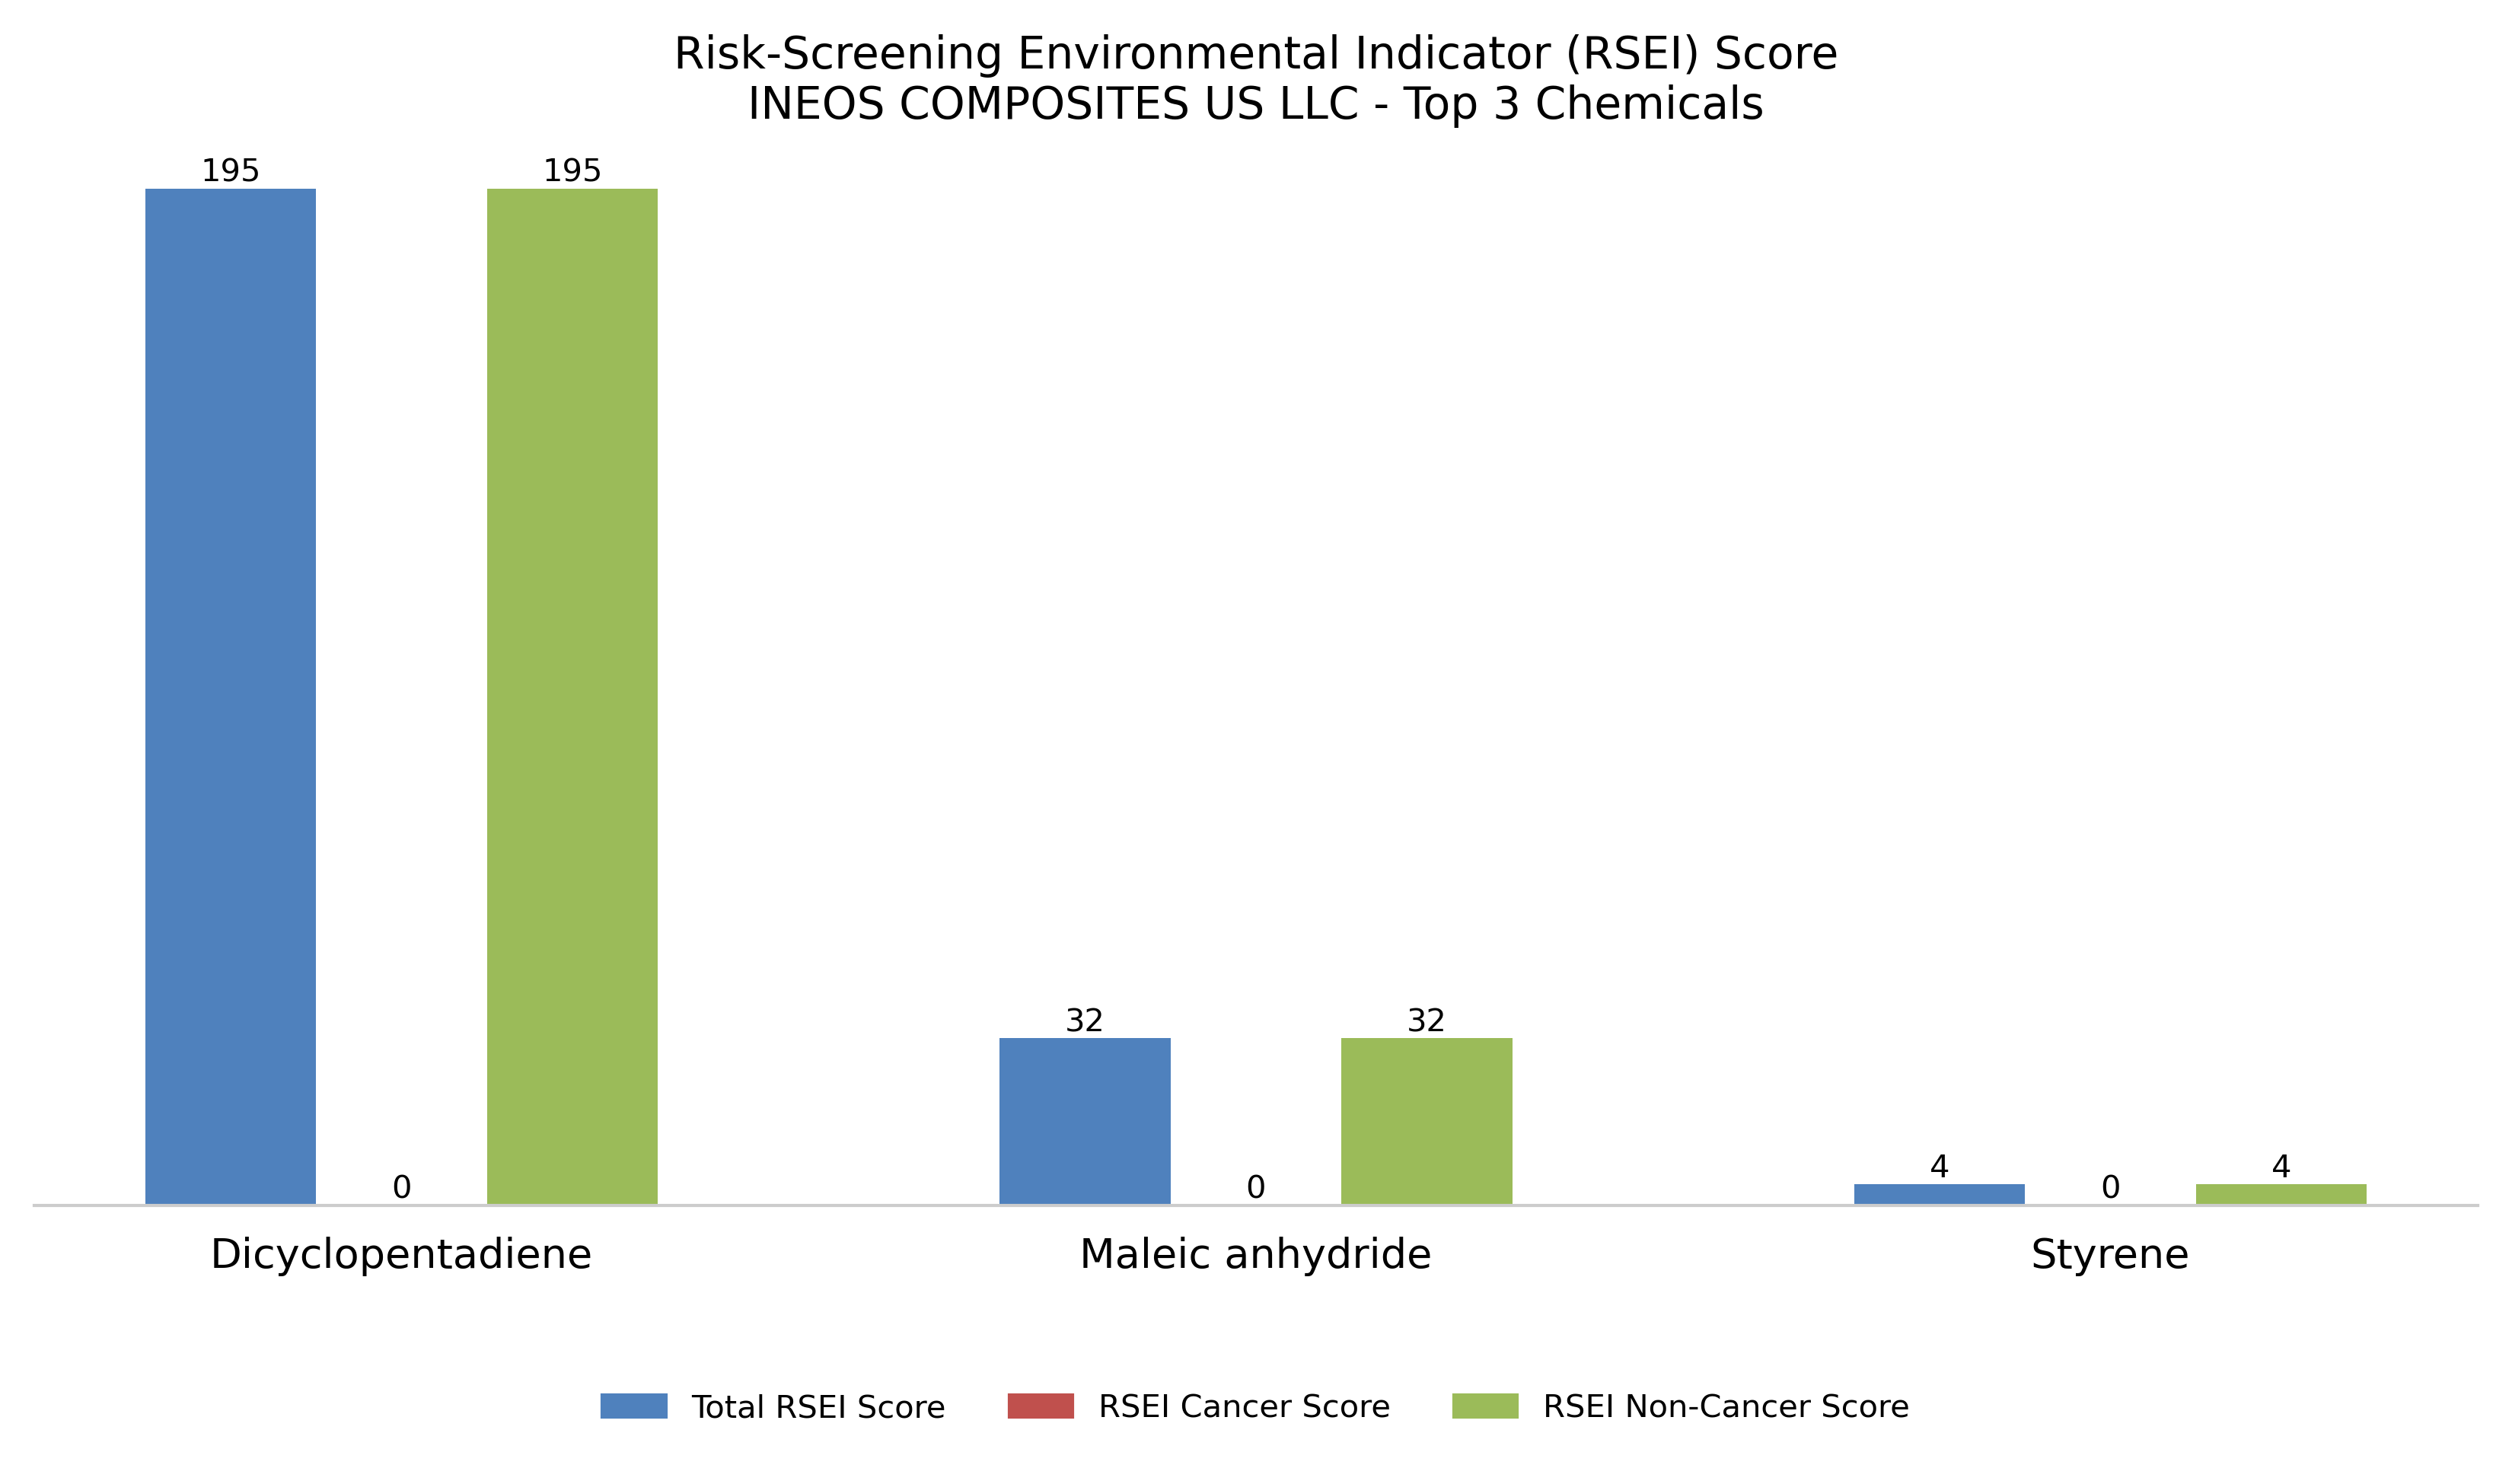 Risk-Screening Environmental Indicator (RSEI) Score
INEOS COMPOSITES US LLC - Top 3 Chemicals
195
0
195
32
0
32
4
0
4
Dicyclopentadiene
Maleic anhydride
Styrene
Total RSEI Score
RSEI Cancer Score
RSEI Non-Cancer Score